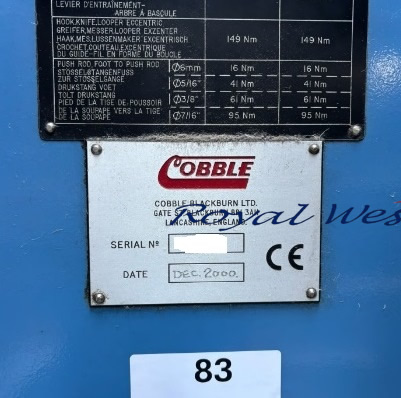 LEVIER D'ENTRAÎNEMENT-
ARBRE A BASCULE
HOOK,KNIFE,LOOPER ECCENTRIC
GREIFER,MESSER,LOOPER EXZENTER
HAAK,MES,LUSSENMAKER EXCENTRISCH 149 Nm 149 Nm
CROCHET,COUTEAU,EXCENTRIQUE
DU GUIDE-FIL EN FORME DU BOUCLE
PUSH ROD, FOOT TO PUSH ROD Ø6mm 16 Nm 16 Nm
STOSSELSTANGENFUSS
ZUR STOSSELSTANGE Ø5/16" 41 Nm 41 Nm
DRUKSTANG VOET
TOLT DRUKSTANG Ø3/8" 61 Nm 61 Nm
PIED DE LA TIGE-DE-POUSSOIR
DE LA SOUPAPE VERS LA TIGE Ø7/16" 95 Nm 95 Nm
DE LA SOUPAPE
COBBLE
COBBLE BLACKBURN LTD.
GATE ST. BLACKBURN BB1 3AH
LANCASHIRE, ENGLAND.
Royal Wes
SERIAL Nº
CE
DATE DEC. 2000.
83